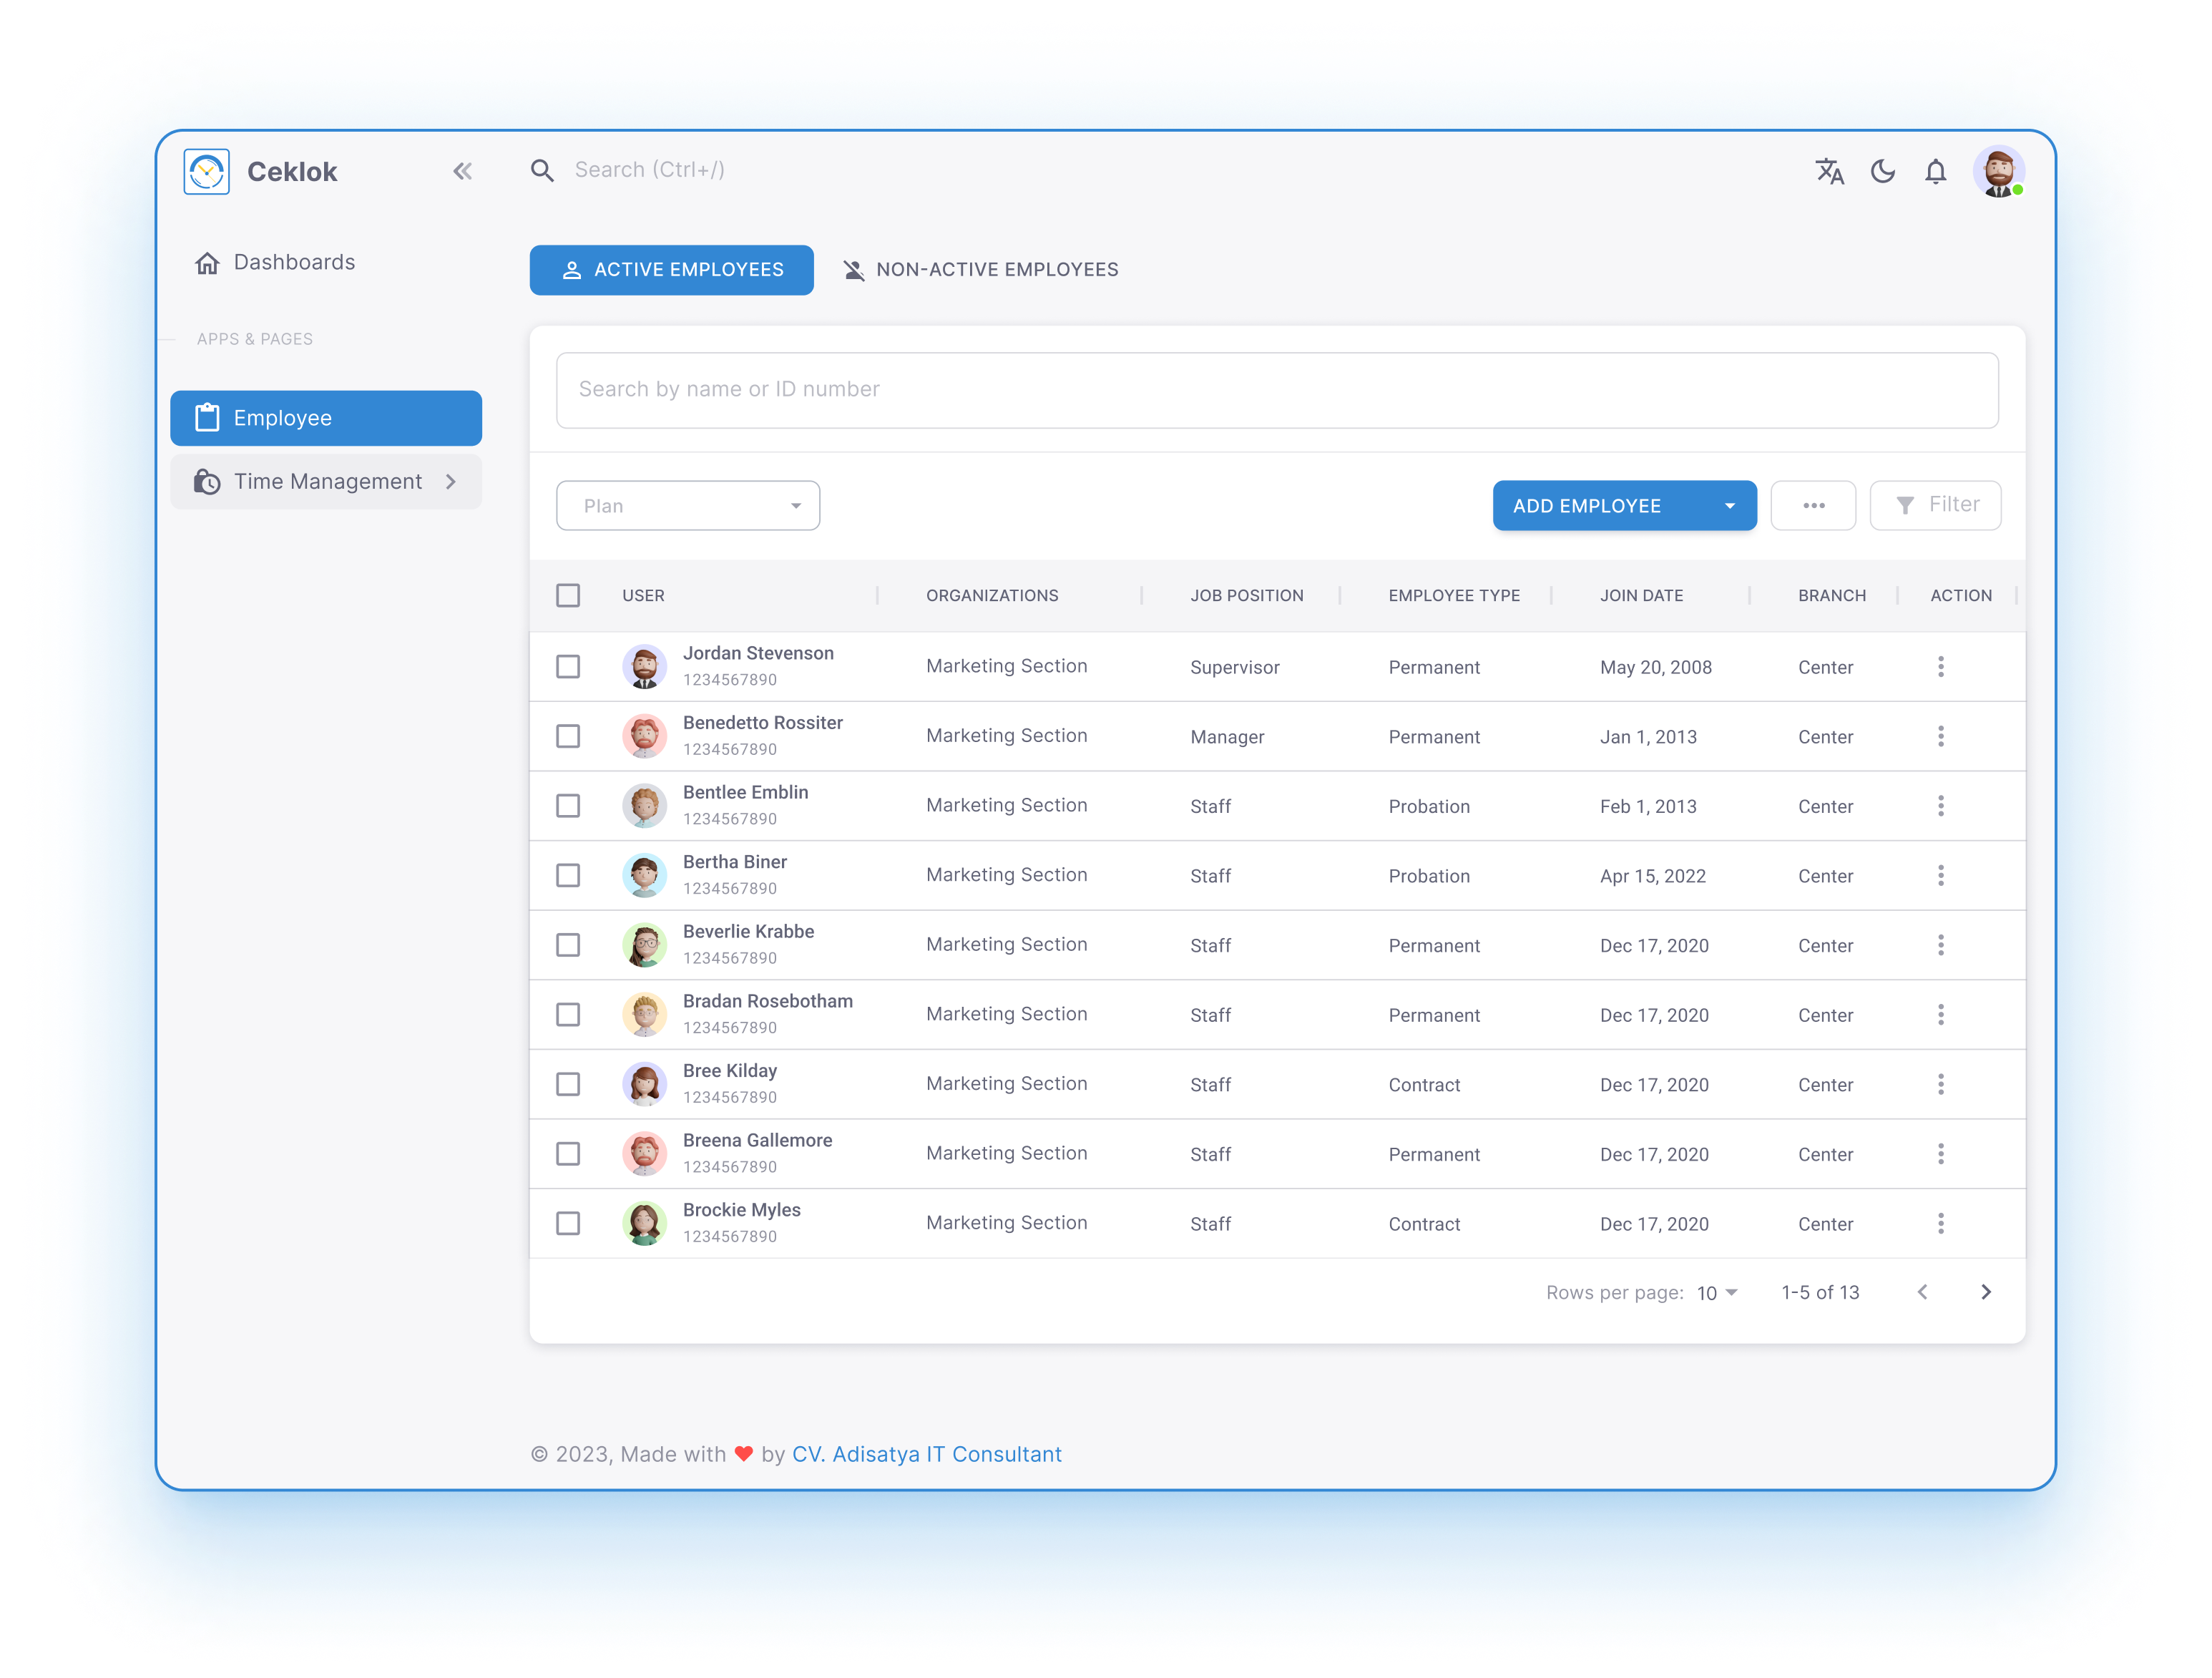 Ceklok
Search (Ctrl+/)
Dashboards
APPS & PAGES
Employee
Time Management
ACTIVE EMPLOYEES
NON-ACTIVE EMPLOYEES
Search by name or ID number
Plan
ADD EMPLOYEE
Filter
USER ORGANIZATIONS JOB POSITION EMPLOYEE TYPE JOIN DATE BRANCH ACTION
Jordan Stevenson
1234567890
Marketing Section Supervisor Permanent May 20, 2008 Center
Benedetto Rossiter
1234567890
Marketing Section Manager Permanent Jan 1, 2013 Center
Bentlee Emblin
1234567890
Marketing Section Staff Probation Feb 1, 2013 Center
Bertha Biner
1234567890
Marketing Section Staff Probation Apr 15, 2022 Center
Beverlie Krabbe
1234567890
Marketing Section Staff Permanent Dec 17, 2020 Center
Bradan Rosebotham
1234567890
Marketing Section Staff Permanent Dec 17, 2020 Center
Bree Kilday
1234567890
Marketing Section Staff Contract Dec 17, 2020 Center
Breena Gallemore
1234567890
Marketing Section Staff Permanent Dec 17, 2020 Center
Brockie Myles
1234567890
Marketing Section Staff Contract Dec 17, 2020 Center
Rows per page: 10 1-5 of 13
© 2023, Made with ❤ by CV. Adisatya IT Consultant